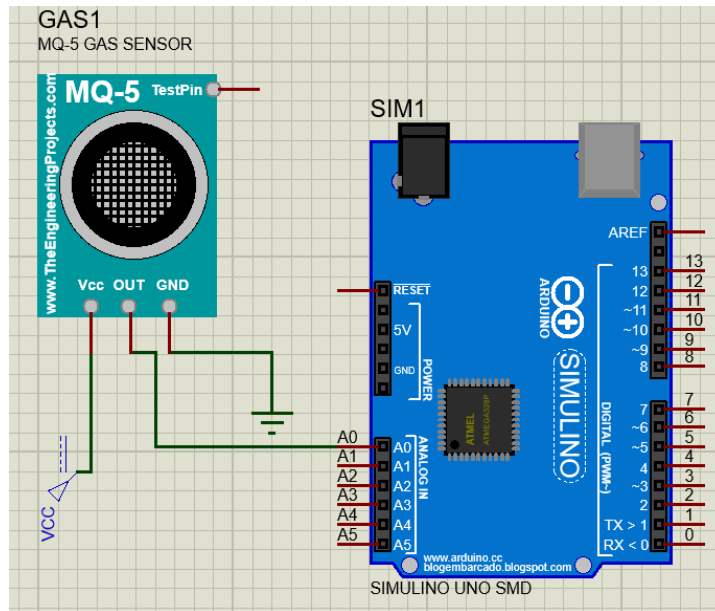 GAS1
MQ-5 GAS SENSOR
MQ-5
TestPin
www.TheEngineeringProjects.com
Vcc OUT GND
VCC
SIM1
AREF
RESET
5V
GND
POWER
ARDUINO
SIMULINO
ATMEL
ATMEGA328P
13 13
12 12
~11 11
~10 10
~9 9
8 8
DIGITAL (PWM~)
7 7
~6 6
~5 5
4 4
~3 3
2 2
TX > 1 1
RX < 0 0
A0 A0
A1 A1
A2 A2
A3 A3
A4 A4
A5 A5
ANALOG IN
www.arduino.cc
blogembarcado.blogspot.com
SIMULINO UNO SMD